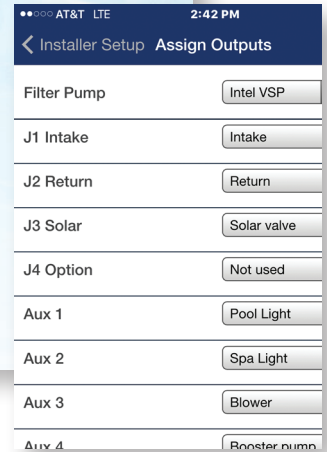 AT&T LTE 2:42 PM
Installer Setup Assign Outputs
Filter Pump Intel VSP
J1 Intake Intake
J2 Return Return
J3 Solar Solar valve
J4 Option Not used
Aux 1 Pool Light
Aux 2 Spa Light
Aux 3 Blower
Aux 4 Booster pump